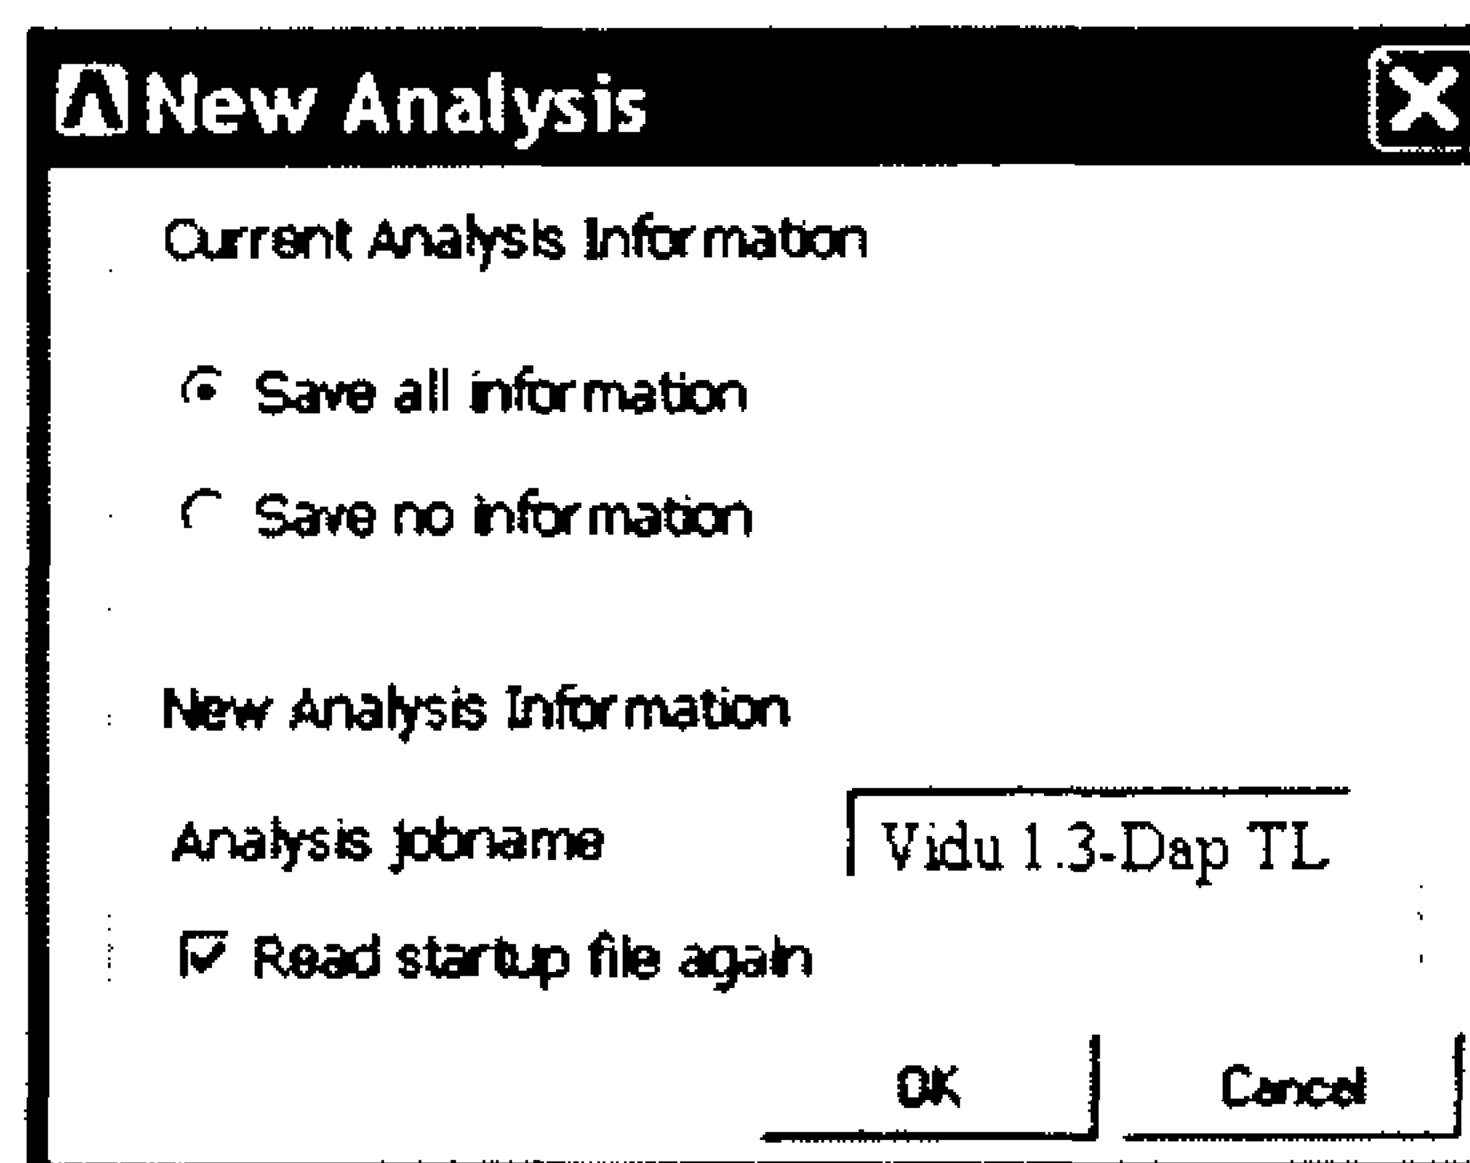 New Analysis
Current Analysis Information
Save all information
Save no information
New Analysis Information
Analysis jobname Vidu 1.3-Dap TL
Read startup file again
OK Cancel